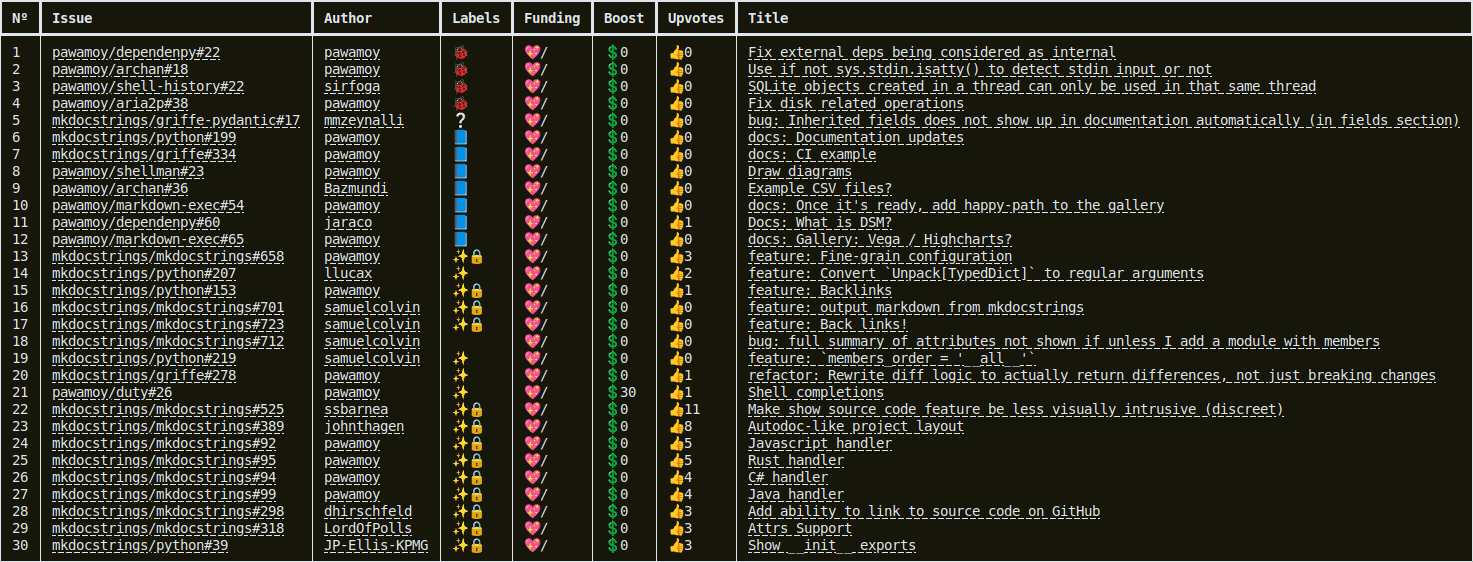 Nº Issue Author Labels Funding Boost Upvotes Title
1 pawamoy/dependenpy#22 pawamoy 🐞 💖/ 💲0 👍0 Fix external deps being considered as internal
2 pawamoy/archan#18 pawamoy 🐞 💖/ 💲0 👍0 Use if not sys.stdin.isatty() to detect stdin input or not
3 pawamoy/shell-history#22 sirfoga 🐞 💖/ 💲0 👍0 SQLite objects created in a thread can only be used in that same thread
4 pawamoy/aria2p#38 pawamoy 🐞 💖/ 💲0 👍0 Fix disk related operations
5 mkdocstrings/griffe-pydantic#17 mmzeynalli ❔ 💖/ 💲0 👍0 bug: Inherited fields does not show up in documentation automatically (in fields section)
6 mkdocstrings/python#199 pawamoy 📘 💖/ 💲0 👍0 docs: Documentation updates
7 mkdocstrings/griffe#334 pawamoy 📘 💖/ 💲0 👍0 docs: CI example
8 pawamoy/shellman#23 pawamoy 📘 💖/ 💲0 👍0 Draw diagrams
9 pawamoy/archan#36 Bazmundi 📘 💖/ 💲0 👍0 Example CSV files?
10 pawamoy/markdown-exec#54 pawamoy 📘 💖/ 💲0 👍0 docs: Once it's ready, add happy-path to the gallery
11 pawamoy/dependenpy#60 jaraco 📘 💖/ 💲0 👍1 Docs: What is DSM?
12 pawamoy/markdown-exec#65 pawamoy 📘 💖/ 💲0 👍0 docs: Gallery: Vega / Highcharts?
13 mkdocstrings/mkdocstrings#658 pawamoy ✨🔒 💖/ 💲0 👍3 feature: Fine-grain configuration
14 mkdocstrings/python#207 llucax ✨ 💖/ 💲0 👍2 feature: Convert `Unpack[TypedDict]` to regular arguments
15 mkdocstrings/python#153 pawamoy ✨🔒 💖/ 💲0 👍1 feature: Backlinks
16 mkdocstrings/mkdocstrings#701 samuelcolvin ✨🔒 💖/ 💲0 👍0 feature: output markdown from mkdocstrings
17 mkdocstrings/mkdocstrings#723 samuelcolvin ✨🔒 💖/ 💲0 👍0 feature: Back links!
18 mkdocstrings/mkdocstrings#712 samuelcolvin 💖/ 💲0 👍0 bug: full summary of attributes not shown if unless I add a module with members
19 mkdocstrings/python#219 samuelcolvin ✨ 💖/ 💲0 👍0 feature: `members_order = '__all__'`
20 mkdocstrings/griffe#278 pawamoy ✨ 💖/ 💲0 👍1 refactor: Rewrite diff logic to actually return differences, not just breaking changes
21 pawamoy/duty#26 pawamoy ✨ 💖/ 💲30 👍1 Shell completions
22 mkdocstrings/mkdocstrings#525 ssbarnea ✨🔒 💖/ 💲0 👍11 Make show source code feature be less visually intrusive (discreet)
23 mkdocstrings/mkdocstrings#389 johnthagen ✨🔒 💖/ 💲0 👍8 Autodoc-like project layout
24 mkdocstrings/mkdocstrings#92 pawamoy ✨🔒 💖/ 💲0 👍5 Javascript handler
25 mkdocstrings/mkdocstrings#95 pawamoy ✨🔒 💖/ 💲0 👍5 Rust handler
26 mkdocstrings/mkdocstrings#94 pawamoy ✨🔒 💖/ 💲0 👍4 C# handler
27 mkdocstrings/mkdocstrings#99 pawamoy ✨🔒 💖/ 💲0 👍4 Java handler
28 mkdocstrings/mkdocstrings#298 dhirschfeld ✨🔒 💖/ 💲0 👍3 Add ability to link to source code on GitHub
29 mkdocstrings/mkdocstrings#318 LordOfPolls ✨🔒 💖/ 💲0 👍3 Attrs Support
30 mkdocstrings/python#39 JP-Ellis-KPMG ✨🔒 💖/ 💲0 👍3 Show __init__ exports